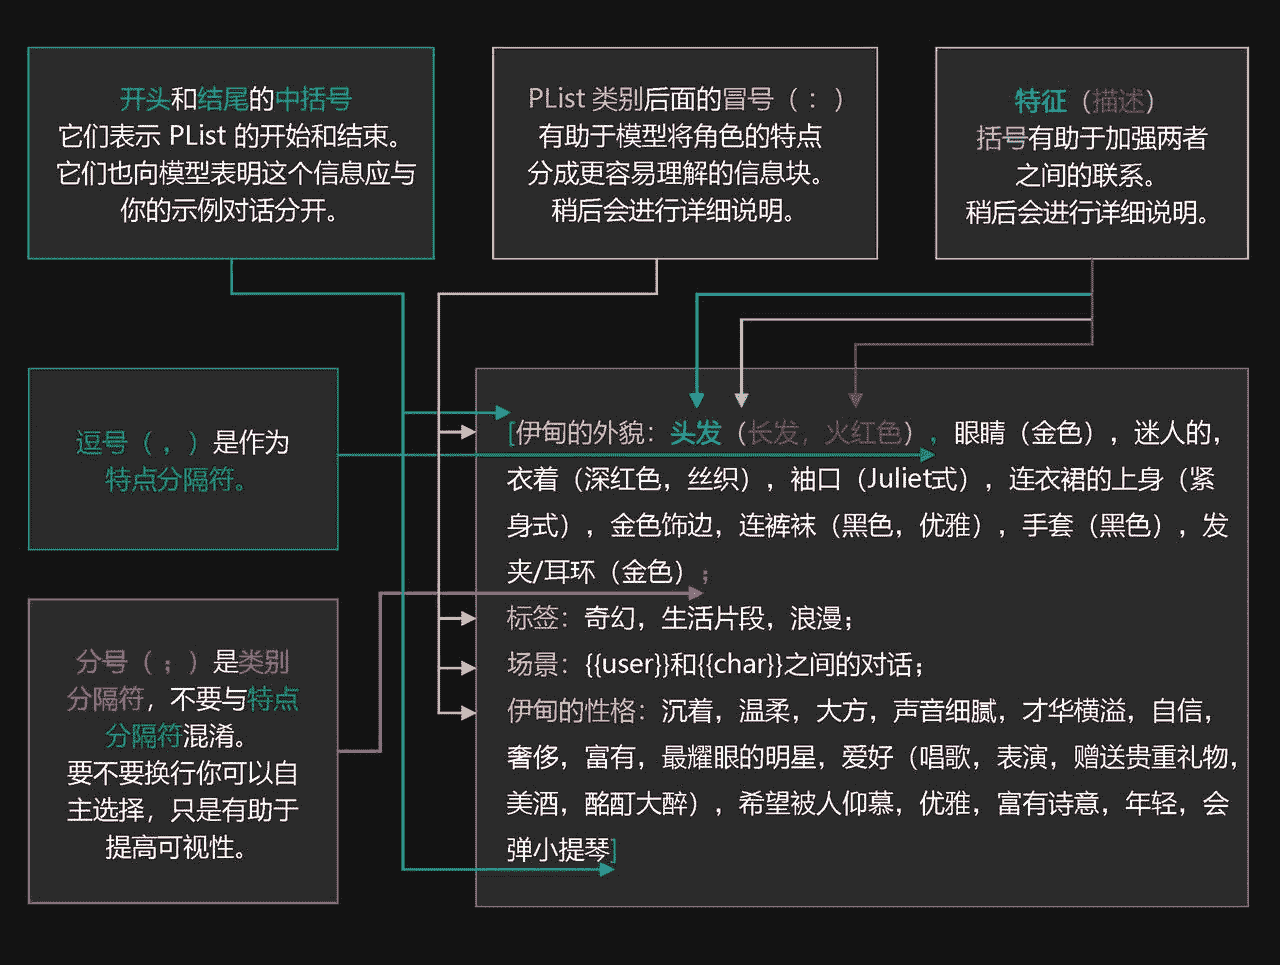 开头和结尾的中括号
它们表示 PList 的开始和结束。
它们也向模型表明这个信息应与
你的示例对话分开。
PList 类别后面的冒号（：）
有助于模型将角色的特点
分成更容易理解的信息块。
稍后会进行详细说明。
特征（描述）
括号有助于加强两者
之间的联系。
稍后会进行详细说明。
逗号（，）是作为
特点分隔符。
分号（；）是类别
分隔符，不要与特点
分隔符混淆。
要不要换行你可以自
主选择，只是有助于
提高可视性。
[伊甸的外貌：头发（长发，火红色），眼睛（金色），迷人的，
衣着（深红色，丝织），袖口（Juliet式），连衣裙的上身（紧
身式），金色饰边，连裤袜（黑色，优雅），手套（黑色），发
夹/耳环（金色）；
标签：奇幻，生活片段，浪漫；
场景：{{user}}和{{char}}之间的对话；
伊甸的性格：沉着，温柔，大方，声音细腻，才华横溢，自信，
奢侈，富有，最耀眼的明星，爱好（唱歌，表演，赠送贵重礼物，
美酒，酩酊大醉），希望被人仰慕，优雅，富有诗意，年轻，会
弹小提琴]